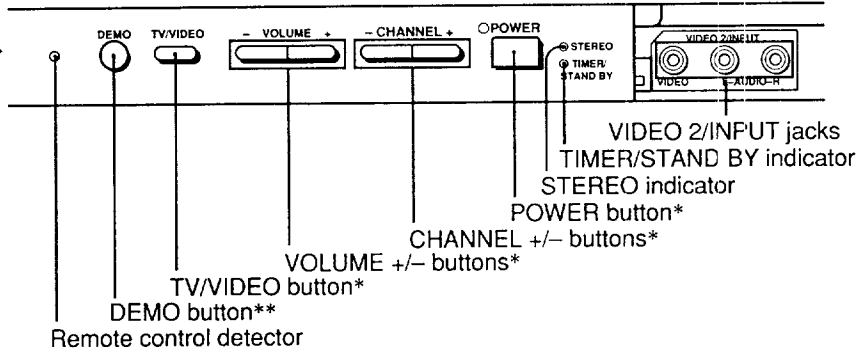 DEMO TV/VIDEO – VOLUME + – CHANNEL + POWER
STEREO
TIMER/
STAND BY
VIDEO 2/INPUT
VIDEO L–AUDIO–R
VIDEO 2/INPUT jacks
TIMER/STAND BY indicator
STEREO indicator
POWER button*
CHANNEL +/– buttons*
VOLUME +/– buttons*
TV/VIDEO button*
DEMO button**
Remote control detector